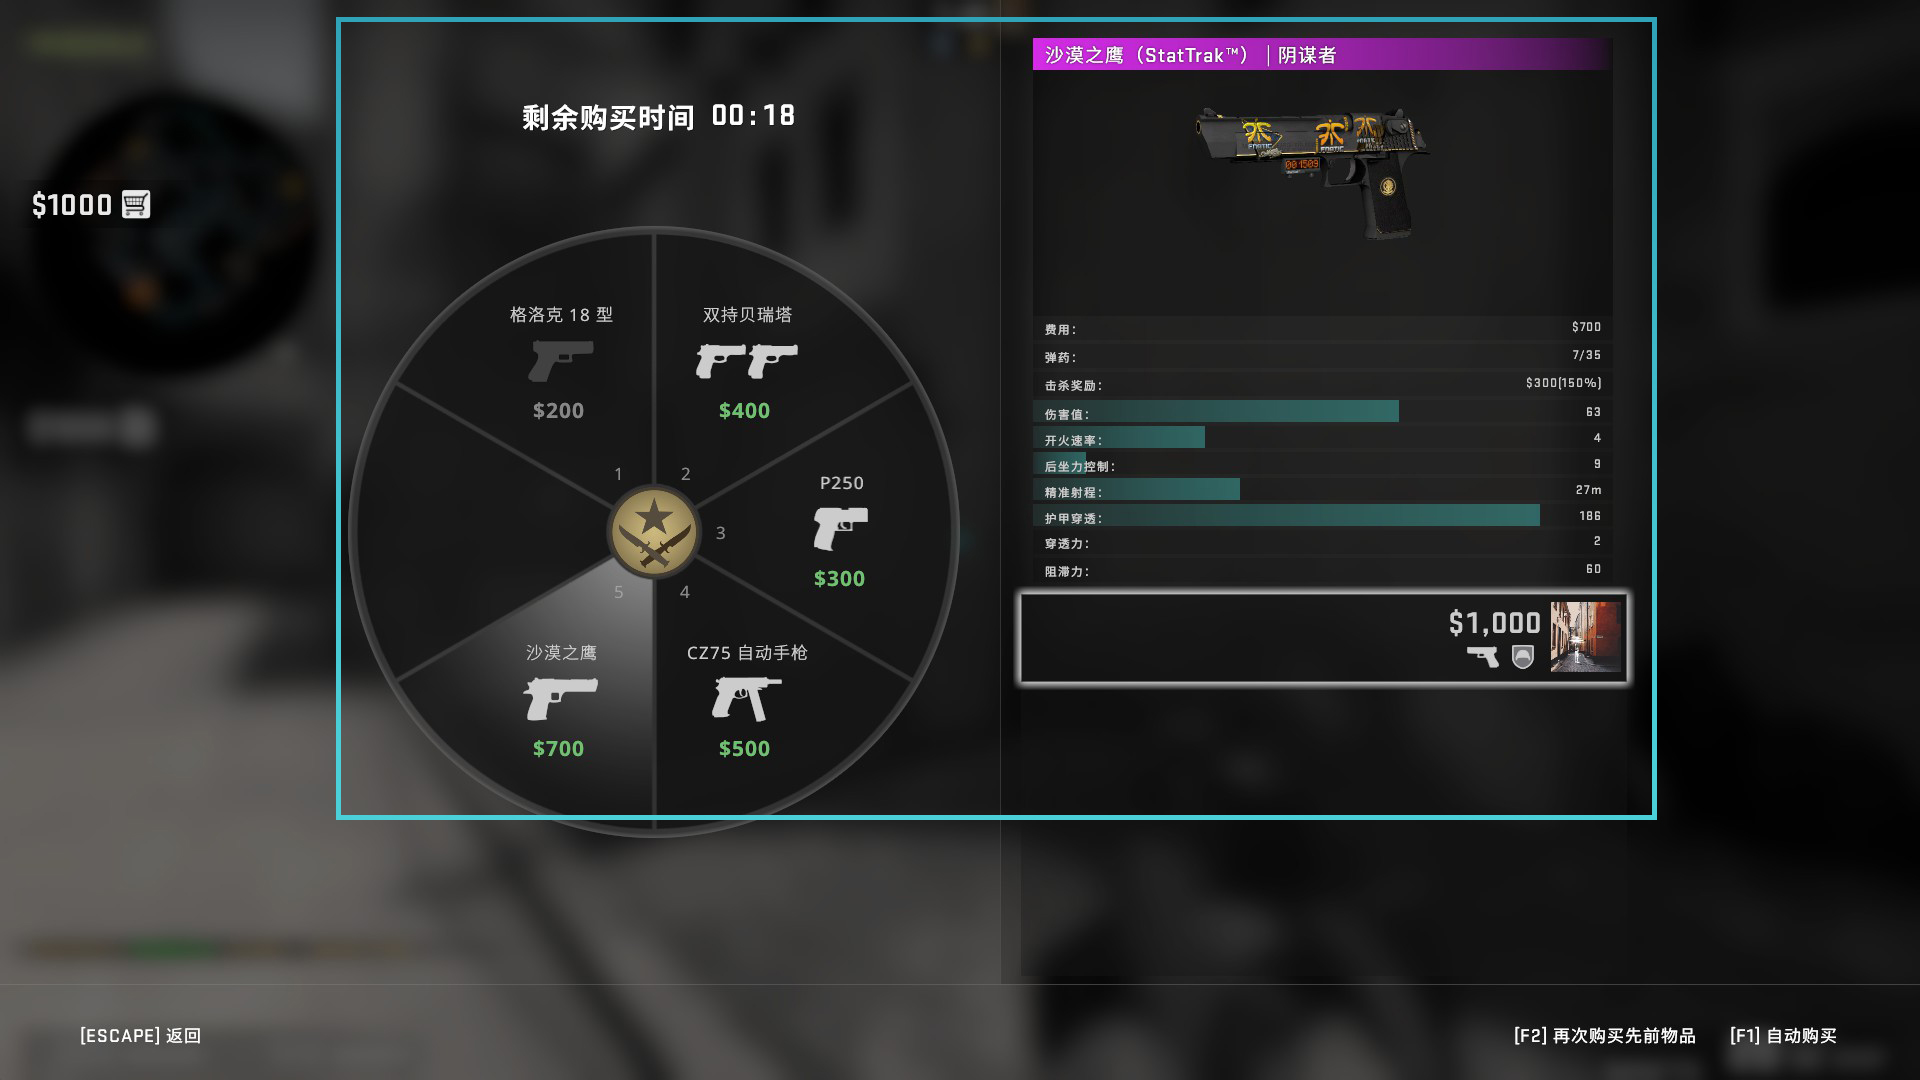 沙漠之鹰（StatTrak™）｜阴谋者
剩余购买时间 00:18
$1000
FNATIC FNATIC FNATIC
001509
格洛克 18 型
双持贝瑞塔
$200
$400
费用: $700
弹药: 7/35
击杀奖励: $300(150%)
伤害值: 63
开火速率: 4
后坐力控制: 9
精准射程: 27m
护甲穿透: 186
穿透力: 2
阻滞力: 60
1 2
P250
3
$300
5 4
沙漠之鹰
CZ75 自动手枪
$700
$500
$1,000
[ESCAPE] 返回
[F2] 再次购买先前物品
[F1] 自动购买